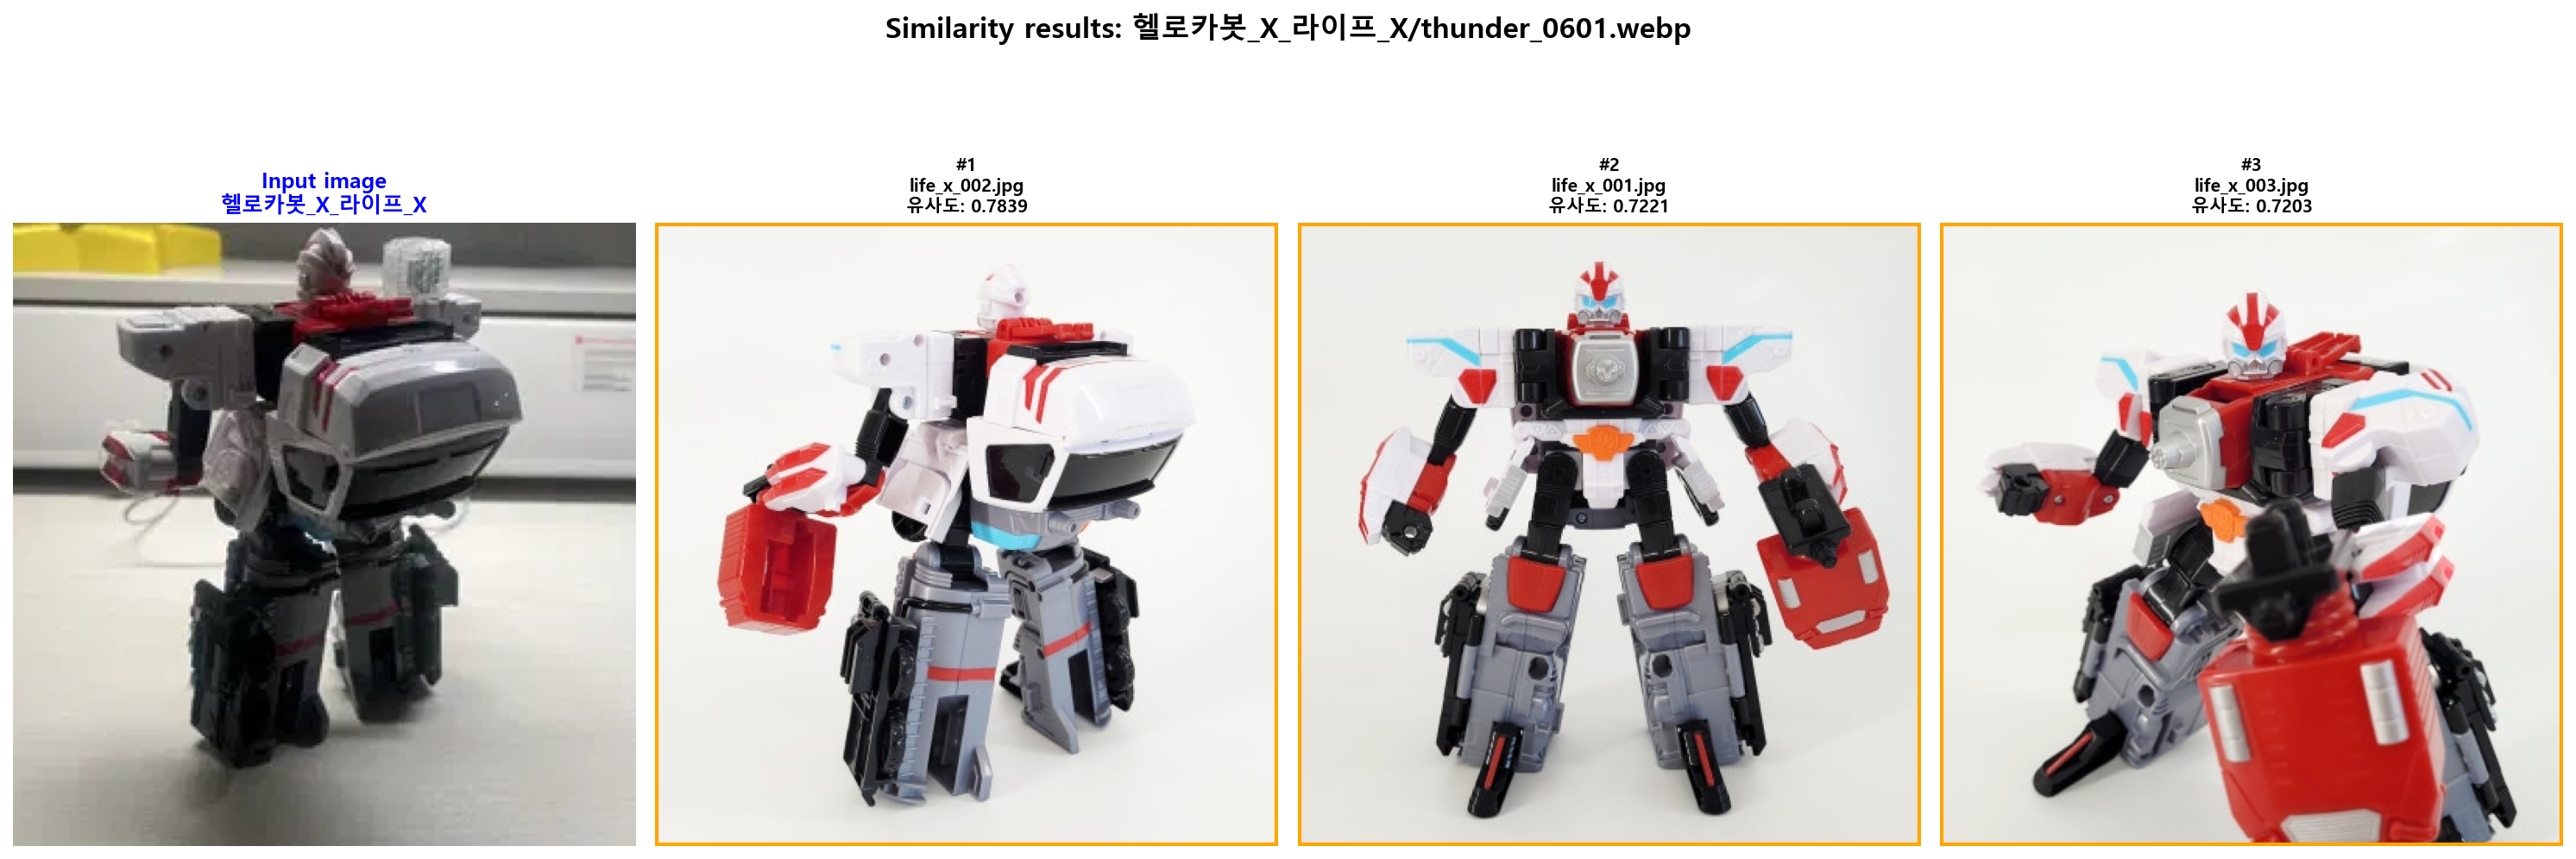 Similarity results: 헬로카봇_X_라이프_X/thunder_0601.webp
Input image
헬로카봇_X_라이프_X
#1
life_x_002.jpg
유사도: 0.7839
#2
life_x_001.jpg
유사도: 0.7221
#3
life_x_003.jpg
유사도: 0.7203